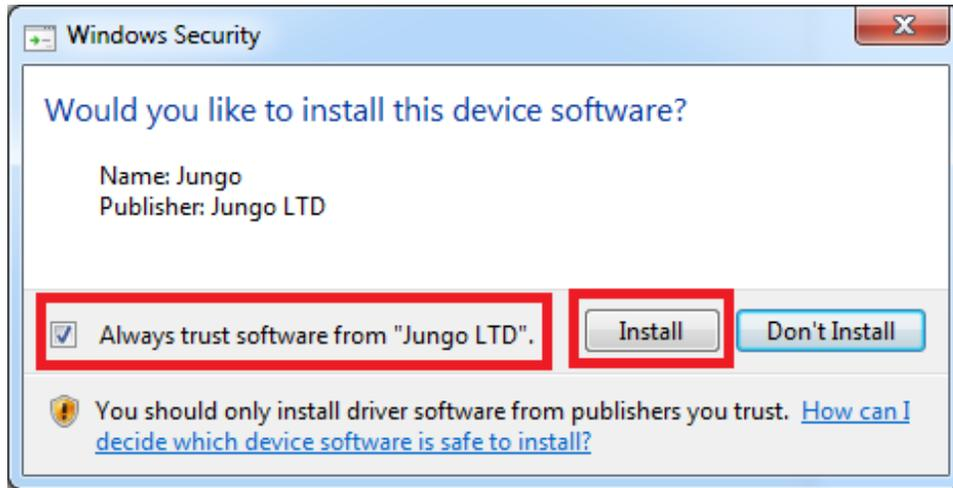 Windows Security
Would you like to install this device software?
Name: Jungo
Publisher: Jungo LTD
Always trust software from "Jungo LTD".
Install
Don't Install
You should only install driver software from publishers you trust. How can I
decide which device software is safe to install?